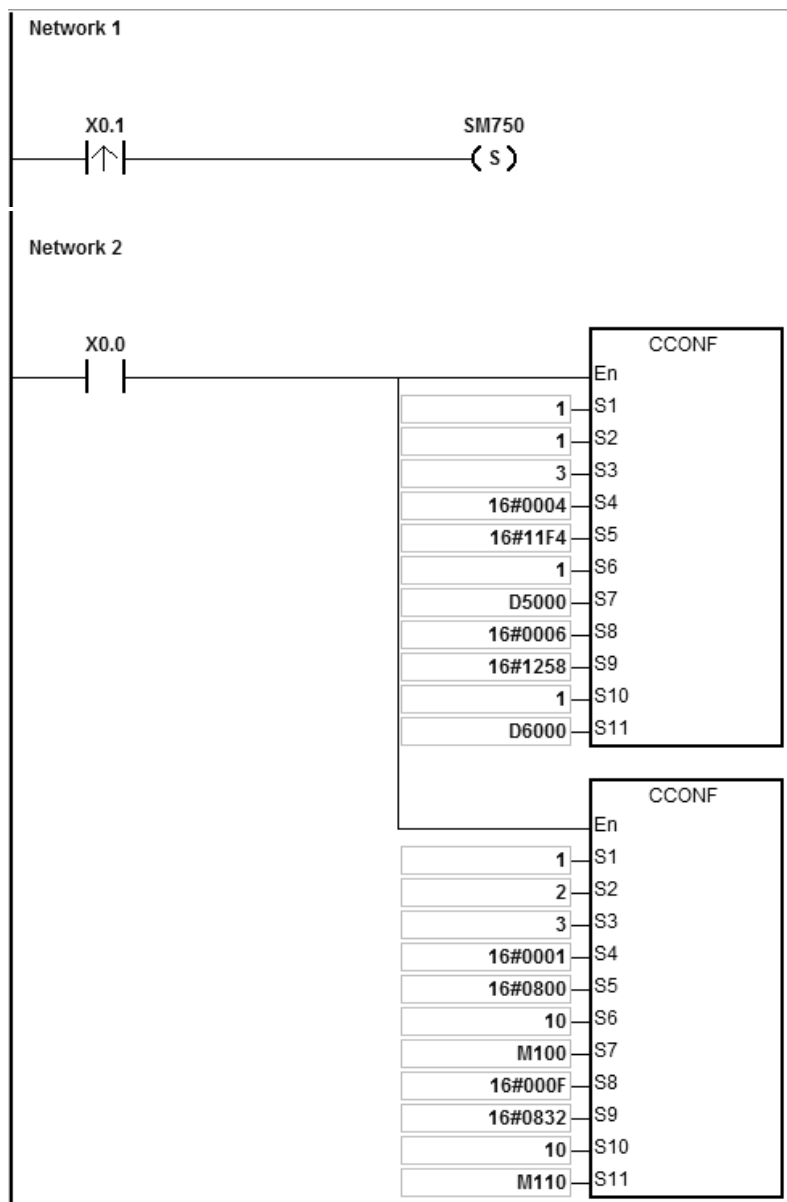 Network 1
X0.1 SM750
S
Network 2
X0.0
CCONF
En
1 S1
1 S2
3 S3
16#0004 S4
16#11F4 S5
1 S6
D5000 S7
16#0006 S8
16#1258 S9
1 S10
D6000 S11
CCONF
En
1 S1
2 S2
3 S3
16#0001 S4
16#0800 S5
10 S6
M100 S7
16#000F S8
16#0832 S9
10 S10
M110 S11